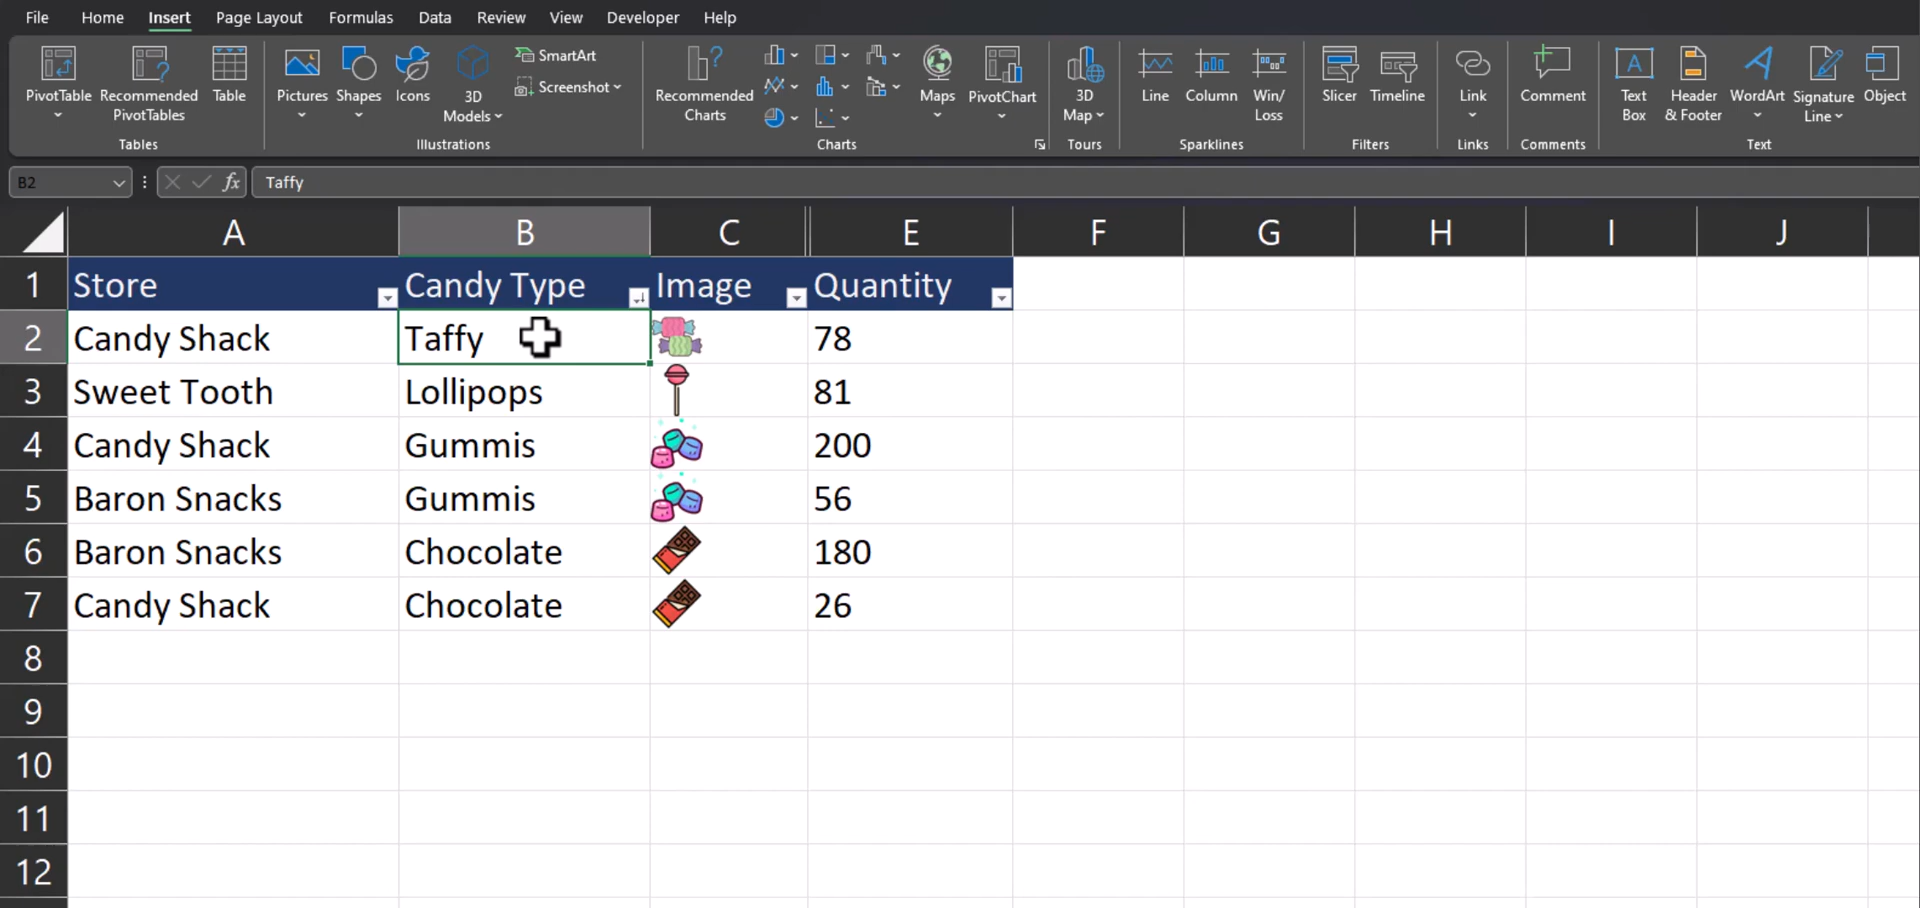 File Home Insert Page Layout Formulas Data Review View Developer Help
PivotTable Recommended PivotTables Table
Tables
Pictures Shapes Icons 3D Models SmartArt Screenshot
Illustrations
Recommended Charts Maps PivotChart
Charts
3D Map
Tours
Line Column Win/Loss
Sparklines
Slicer Timeline
Filters
Link
Links
Comment
Comments
Text Box Header & Footer WordArt Signature Line Object
Text
B2 fx Taffy
A B C E F G H I J
1 Store Candy Type Image Quantity
2 Candy Shack Taffy 78
3 Sweet Tooth Lollipops 81
4 Candy Shack Gummis 200
5 Baron Snacks Gummis 56
6 Baron Snacks Chocolate 180
7 Candy Shack Chocolate 26
8
9
10
11
12